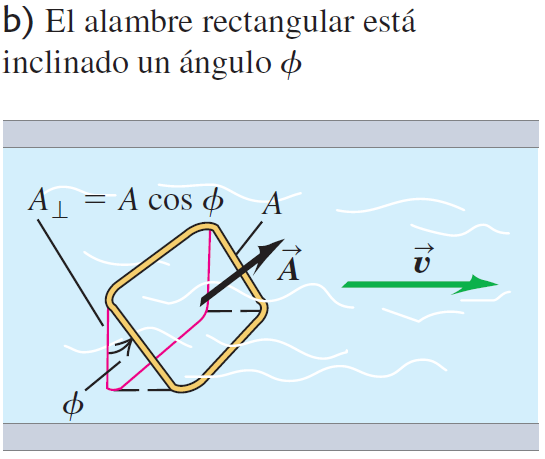 b) El alambre rectangular está
inclinado un ángulo ϕ
A⊥ = A cos ϕ
A
A⃗
v⃗
ϕ